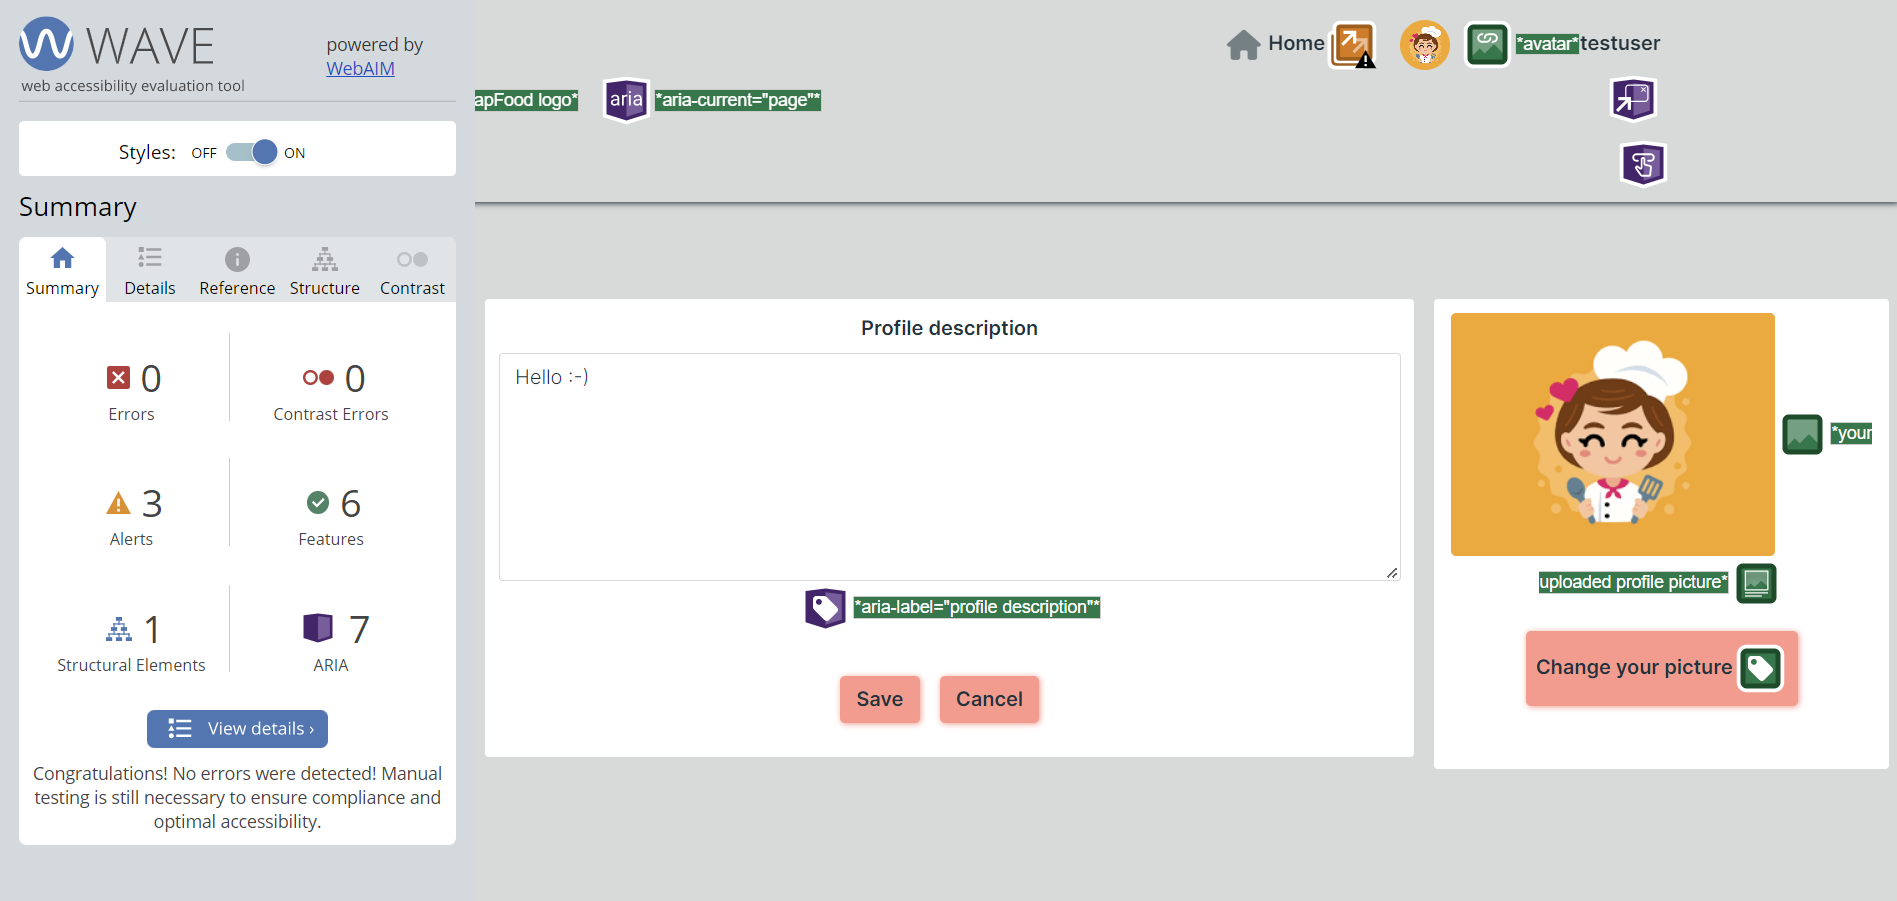 WAVE
web accessibility evaluation tool
powered by
WebAIM
Styles: OFF ON
Summary
Summary Details Reference Structure Contrast
0
Errors
0
Contrast Errors
3
Alerts
6
Features
1
Structural Elements
7
ARIA
View details ›
Congratulations! No errors were detected! Manual
testing is still necessary to ensure compliance and
optimal accessibility.
Home *avatar*testuser
apFood logo* aria *aria-current="page"*
Profile description
Hello :-)
*aria-label="profile description"*
Save Cancel
*your
uploaded profile picture*
Change your picture